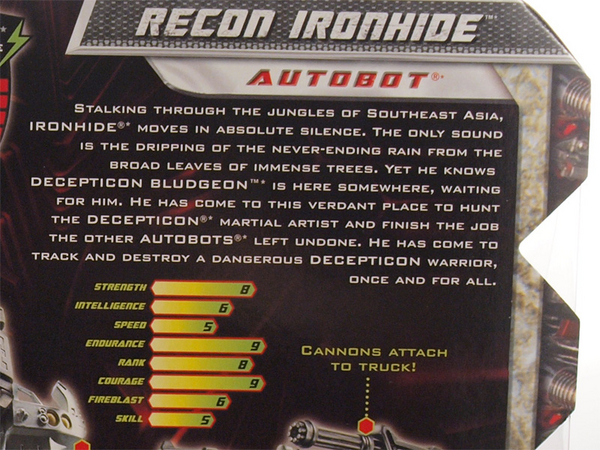 RECON IRONHIDE™*
AUTOBOT®*
STALKING THROUGH THE JUNGLES OF SOUTHEAST ASIA,
IRONHIDE®* MOVES IN ABSOLUTE SILENCE. THE ONLY SOUND
IS THE DRIPPING OF THE NEVER-ENDING RAIN FROM THE
BROAD LEAVES OF IMMENSE TREES. YET HE KNOWS
DECEPTICON BLUDGEON™* IS HERE SOMEWHERE, WAITING
FOR HIM. HE HAS COME TO THIS VERDANT PLACE TO HUNT
THE DECEPTICON®* MARTIAL ARTIST AND FINISH THE JOB
THE OTHER AUTOBOTS®* LEFT UNDONE. HE HAS COME TO
TRACK AND DESTROY A DANGEROUS DECEPTICON WARRIOR,
ONCE AND FOR ALL.
STRENGTH 8
INTELLIGENCE 6
SPEED 5
ENDURANCE 9
RANK 8
COURAGE 9
FIREBLAST 6
SKILL 5
CANNONS ATTACH
TO TRUCK!